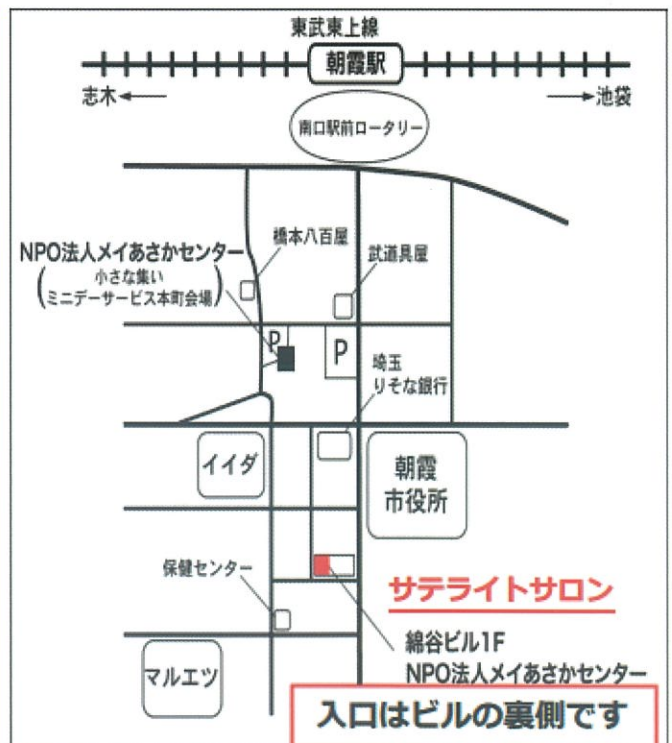 東武東上線
朝霞駅
志木←
→池袋
南口駅前ロータリー
橋本八百屋
武道具屋
NPO法人メイあさかセンター
(小さな集い
ミニデーサービス本町会場)
P
P
埼玉
りそな銀行
イイダ
朝霞
市役所
保健センター
サテライトサロン
綿谷ビル1F
NPO法人メイあさかセンター
マルエツ
入口はビルの裏側です